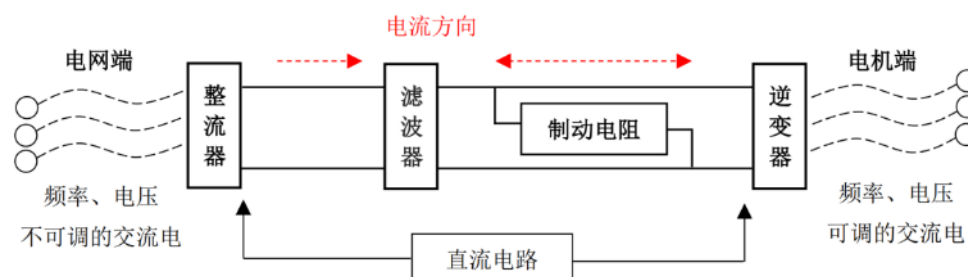 电流方向
电网端
电机端
整流器
滤波器
制动电阻
逆变器
频率、电压
不可调的交流电
频率、电压
可调的交流电
直流电路